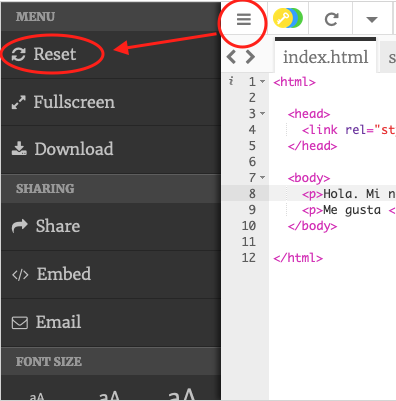 MENU
Reset
Fullscreen
Download
SHARING
Share
Embed
Email
FONT SIZE
aA aA aA
index.html s
i 1 <html>
2
3 <head>
4 <link rel="st
5 </head>
6
7 <body>
8 <p>Hola. Mi n
9 <p>Me gusta <
10 </body>
11
12 </html>